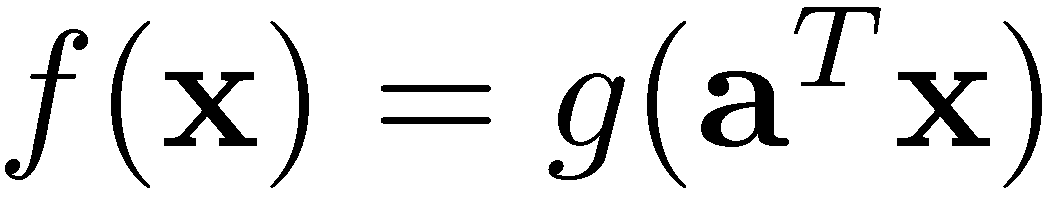 f(𝐱) = g(𝐚ᵀ𝐱)